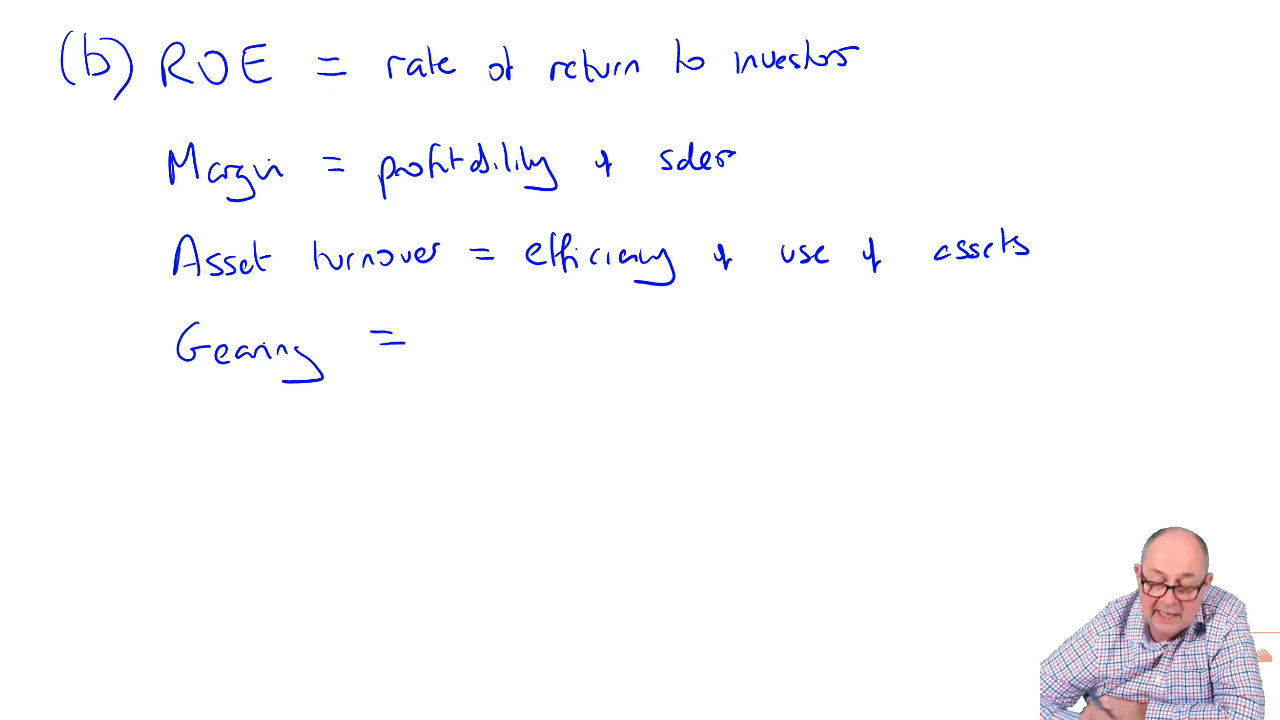 (b) ROE = rate of return to investors
Margin = profitability of sales
Asset turnover = efficiency of use of assets
Gearing =